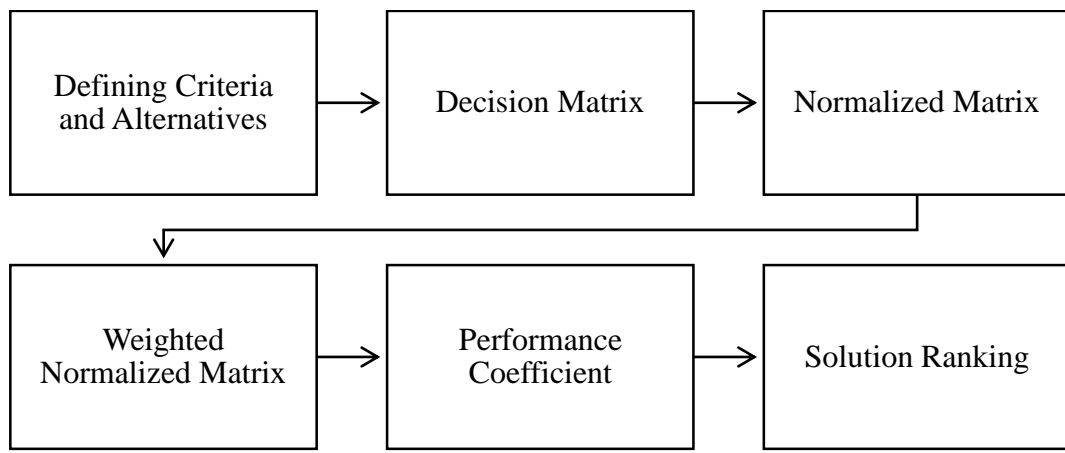 Defining Criteria
and Alternatives
Decision Matrix
Normalized Matrix
Weighted
Normalized Matrix
Performance
Coefficient
Solution Ranking